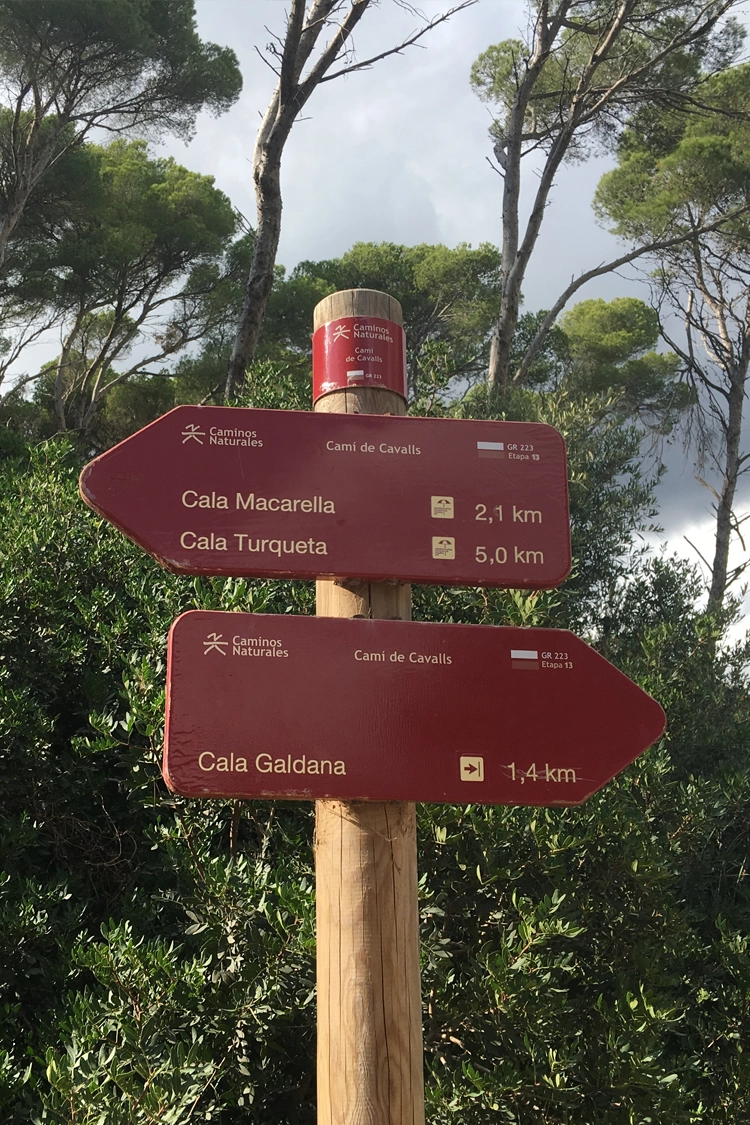 Caminos
Naturales
Camí
de Cavalls
GR 223
Caminos
Naturales
Camí de Cavalls
GR 223
Etapa 13
Cala Macarella 2,1 km
Cala Turqueta 5,0 km
Caminos
Naturales
Camí de Cavalls
GR 223
Etapa 13
Cala Galdana 1,4 km